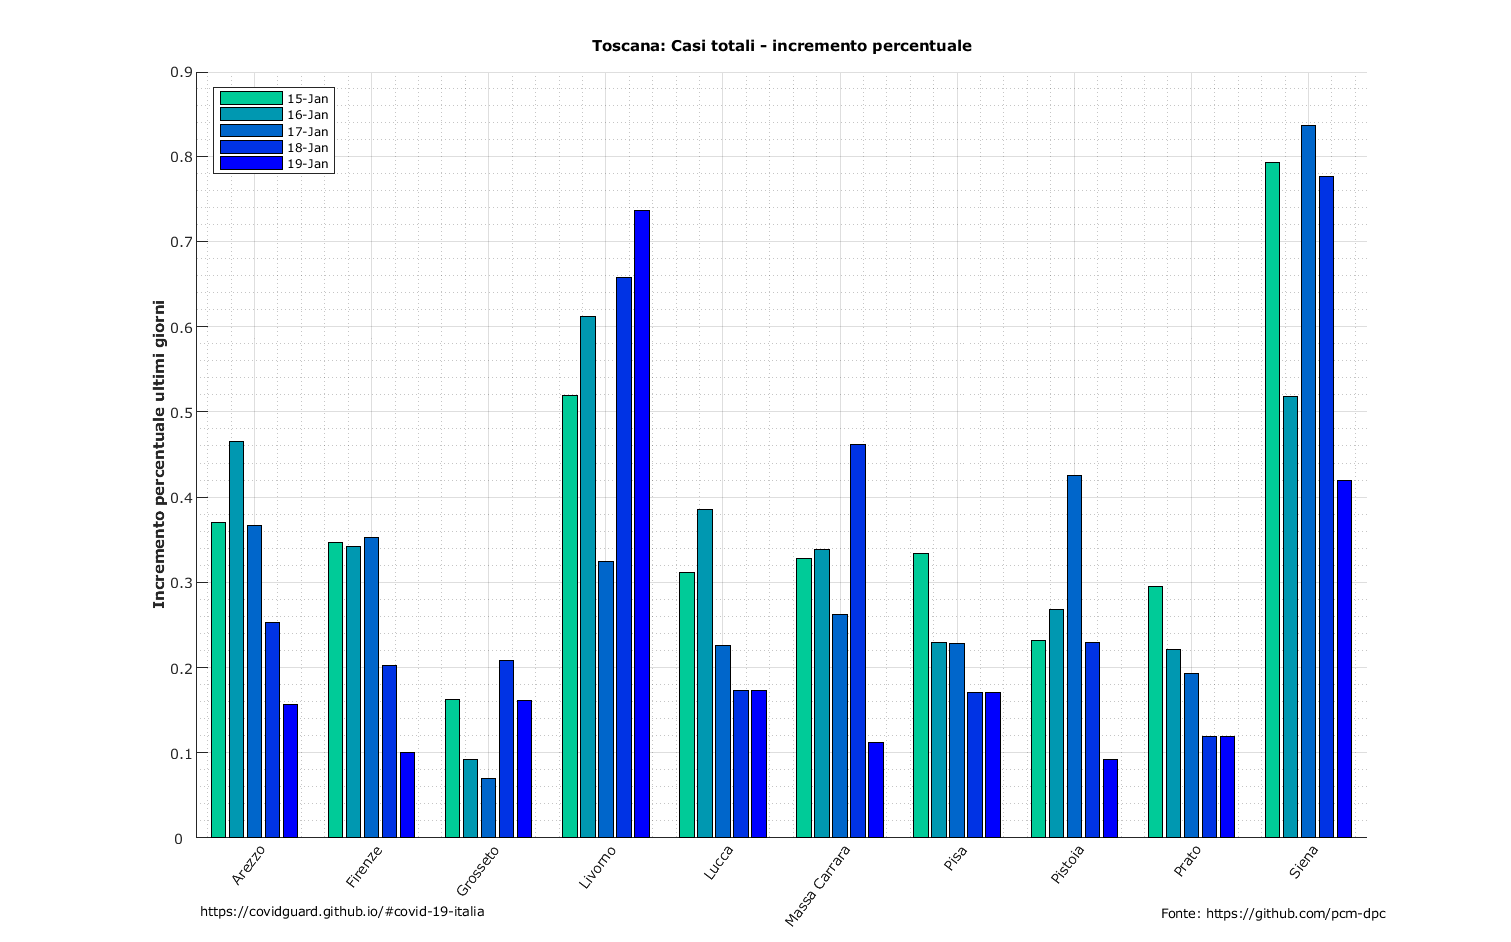 Toscana: Casi totali - incremento percentuale
Incremento percentuale ultimi giorni
0.9
0.8
0.7
0.6
0.5
0.4
0.3
0.2
0.1
0
15-Jan
16-Jan
17-Jan
18-Jan
19-Jan
Arezzo
Firenze
Grosseto
Livorno
Lucca
Massa Carrara
Pisa
Pistoia
Prato
Siena
https://covidguard.github.io/#covid-19-italia
Fonte: https://github.com/pcm-dpc